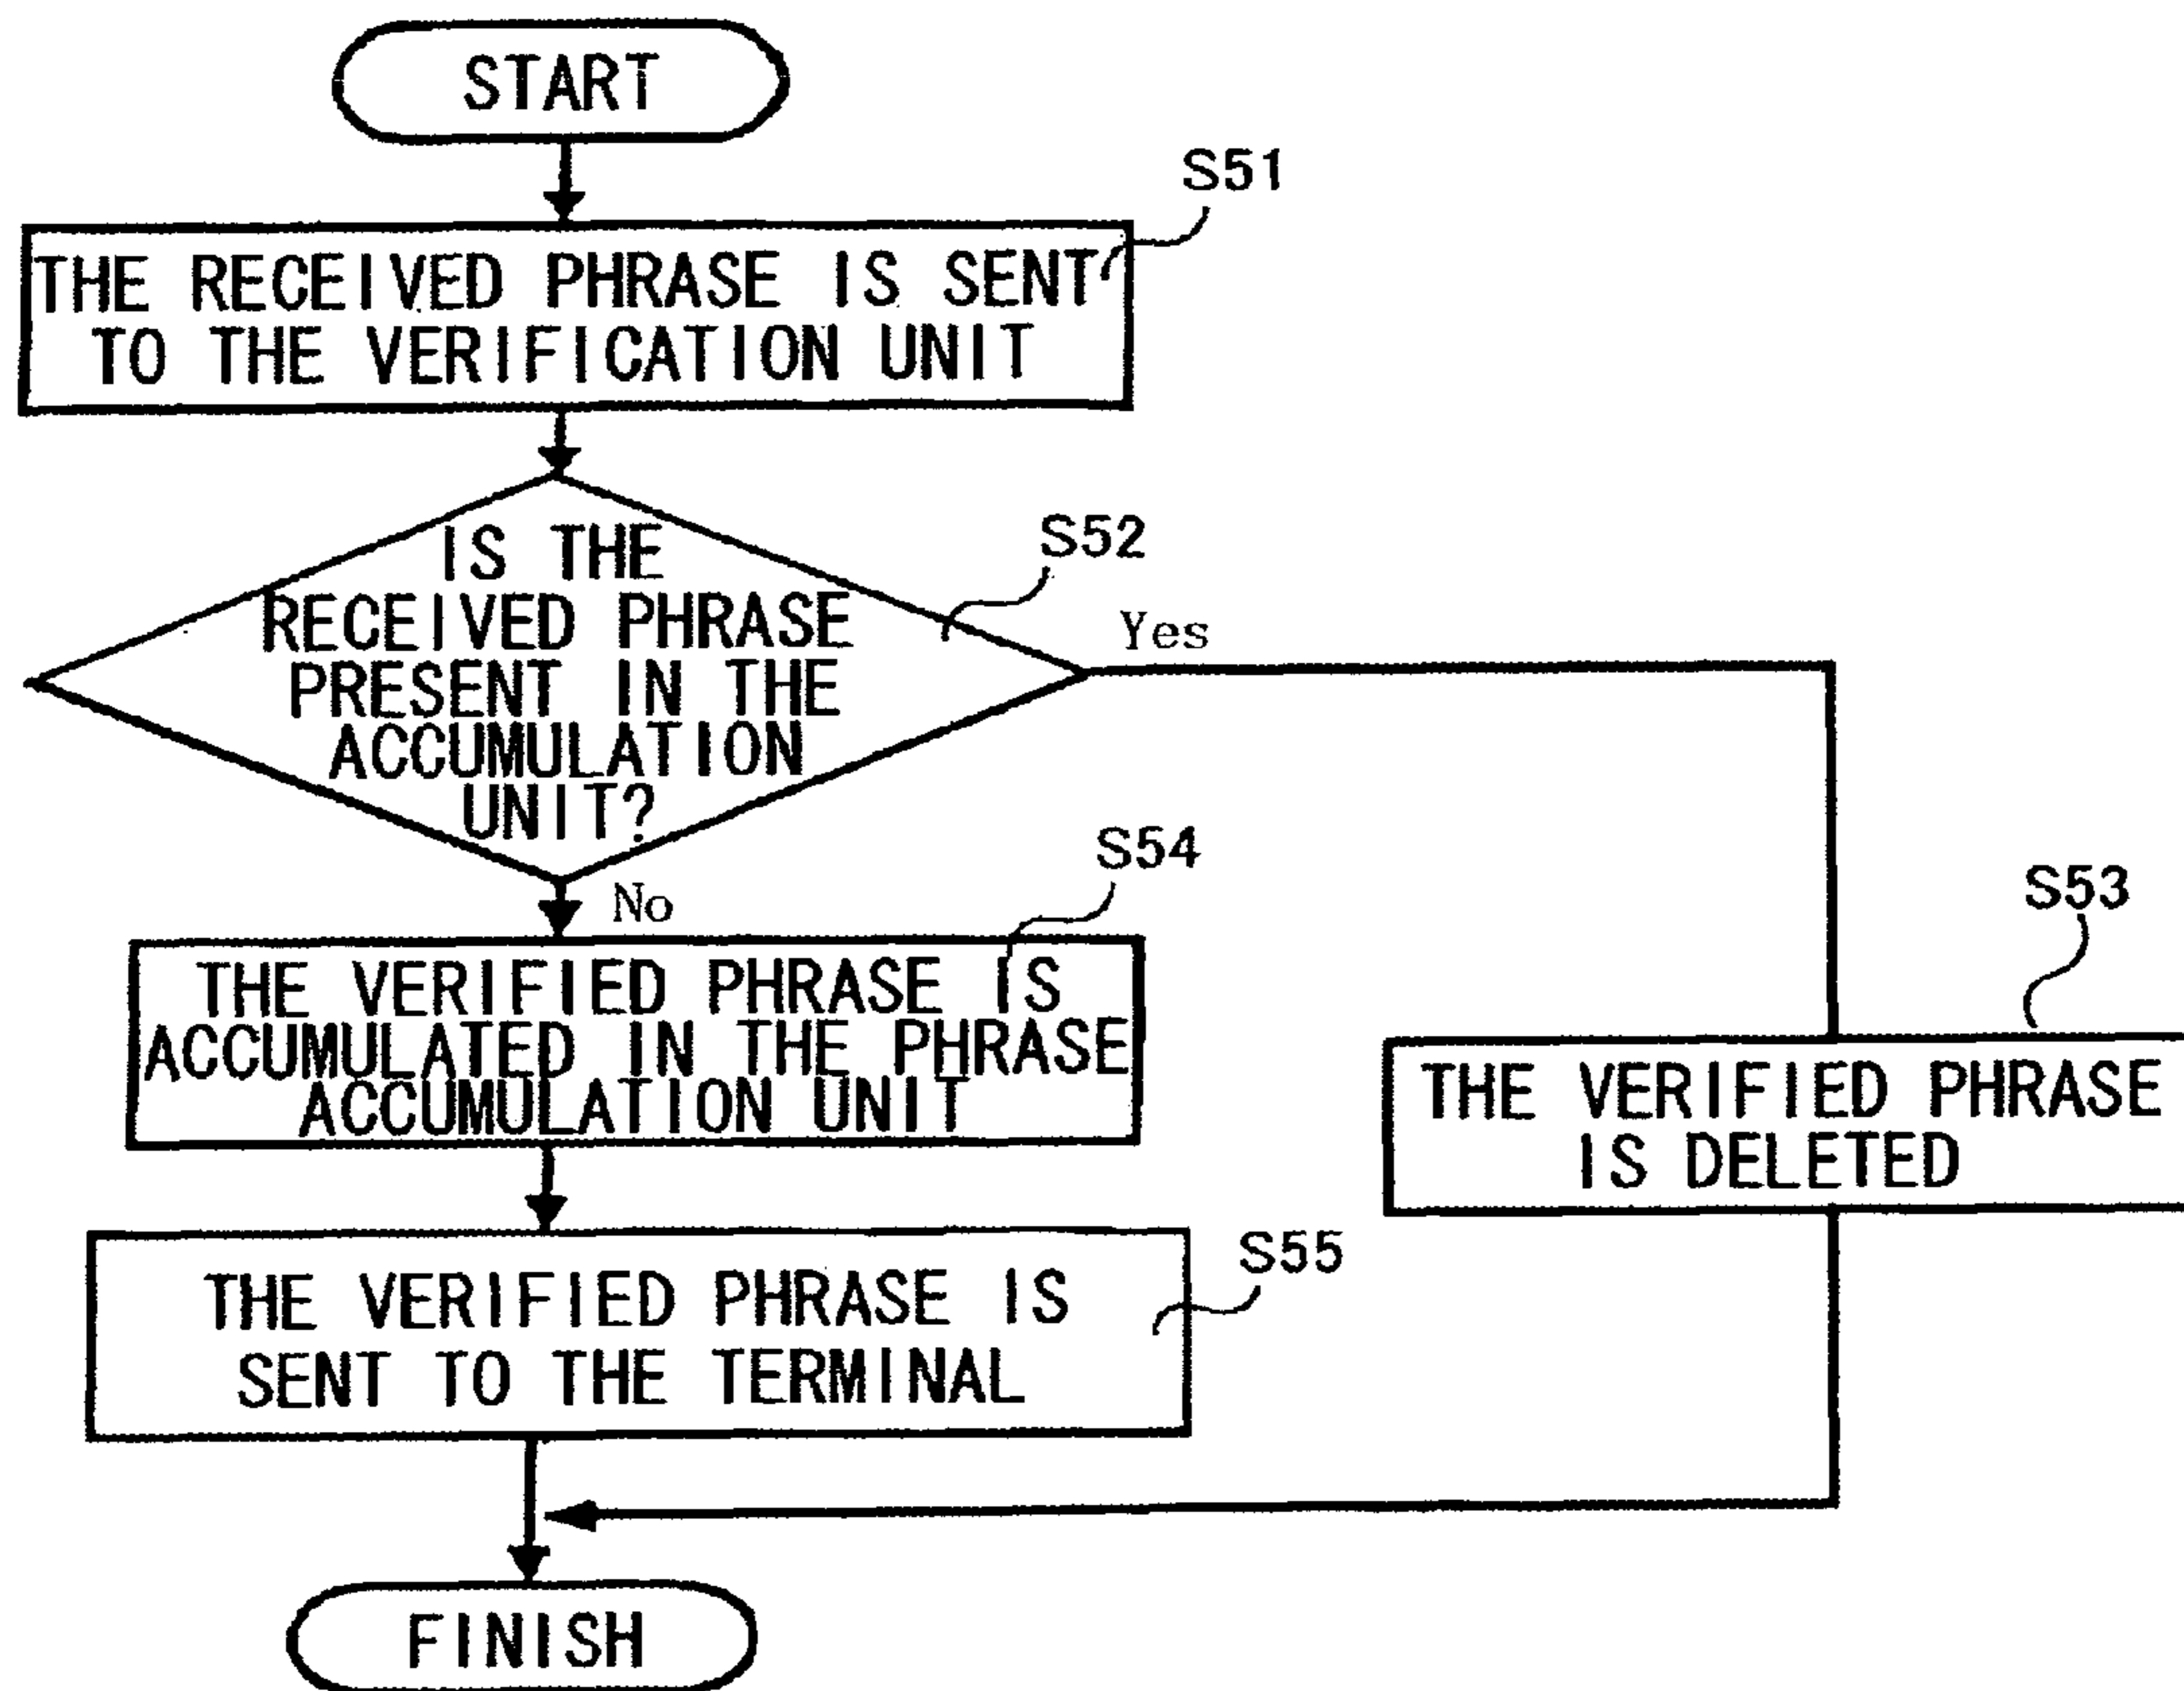 START
S51
THE RECEIVED PHRASE IS SENT
TO THE VERIFICATION UNIT
S52
IS THE
RECEIVED PHRASE
PRESENT IN THE
ACCUMULATION
UNIT?
Yes
No
S54
THE VERIFIED PHRASE IS
ACCUMULATED IN THE PHRASE
ACCUMULATION UNIT
S53
THE VERIFIED PHRASE
IS DELETED
S55
THE VERIFIED PHRASE IS
SENT TO THE TERMINAL
FINISH